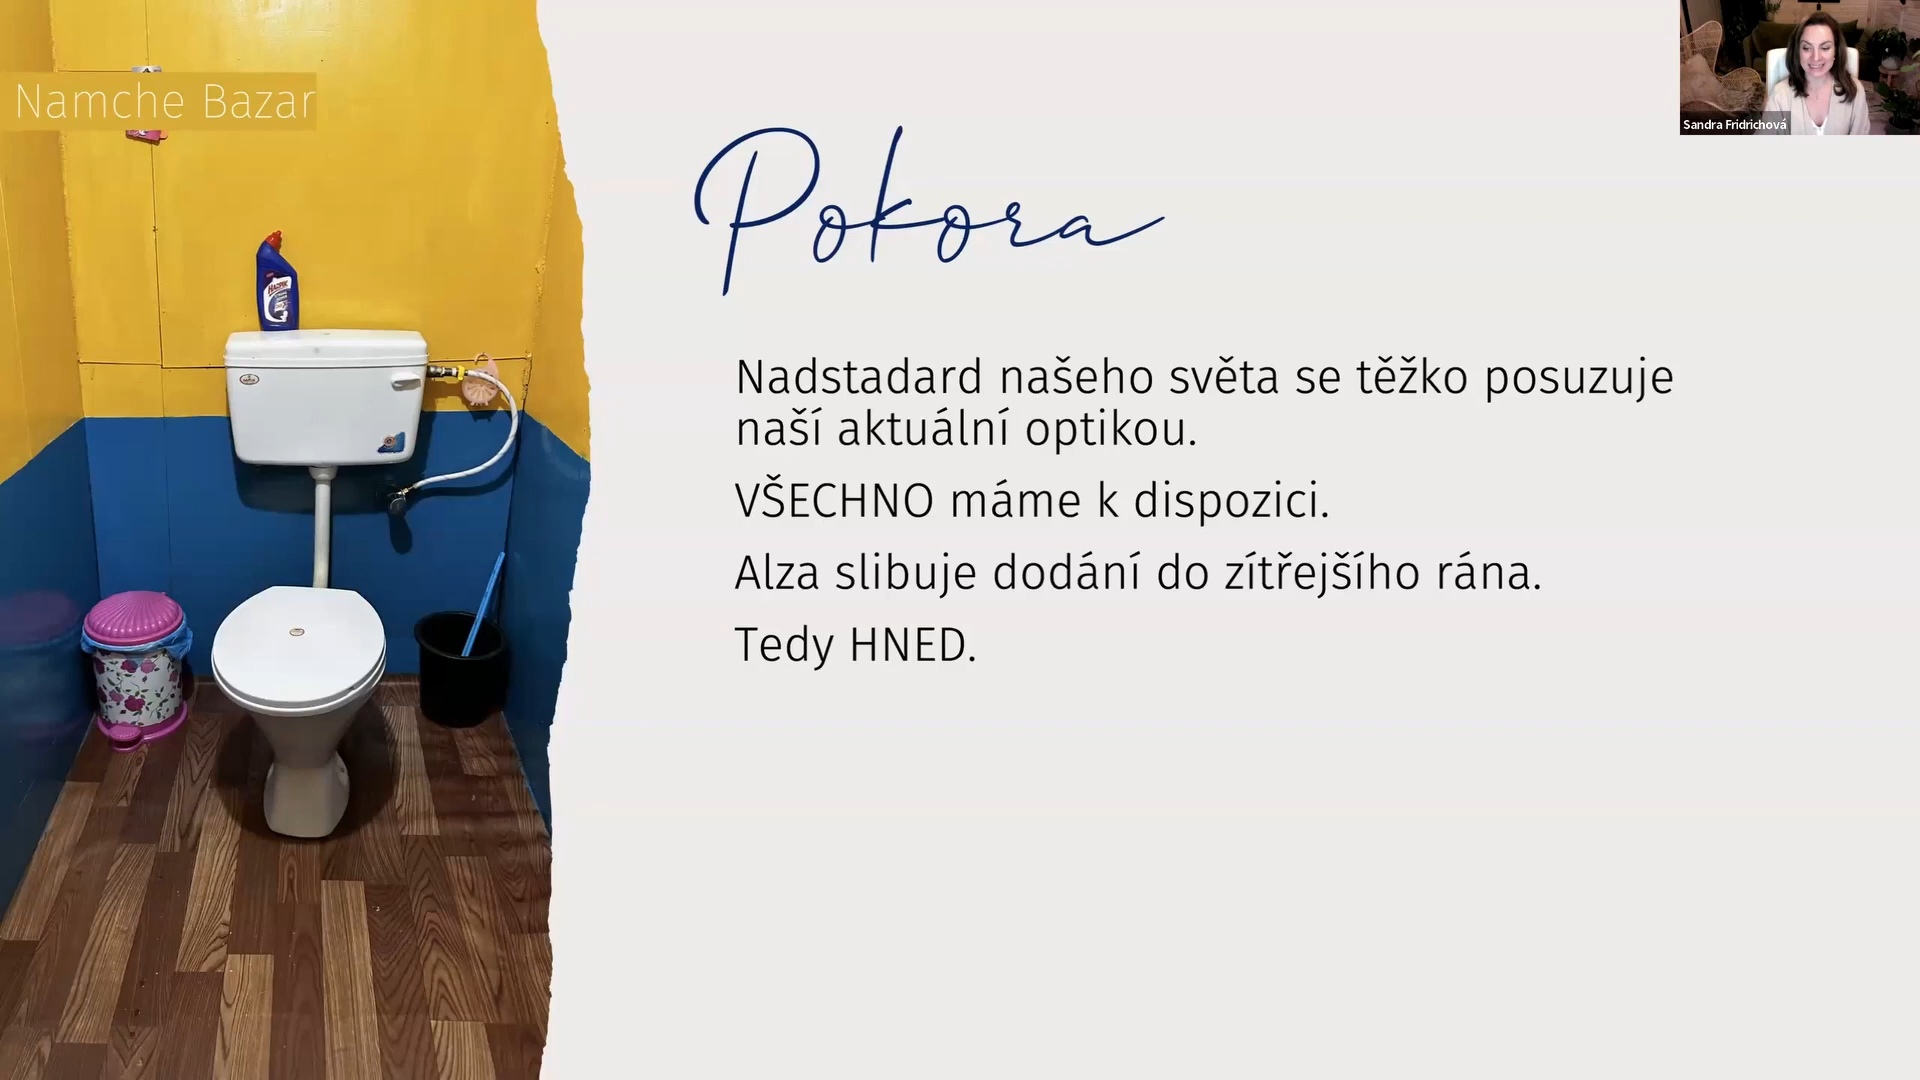 Namche Bazar
Sandra Fridrichová
Pokora
HARPIC
Nadstadard našeho světa se těžko posuzuje
naší aktuální optikou.
VŠECHNO máme k dispozici.
Alza slibuje dodání do zítřejšího rána.
Tedy HNED.